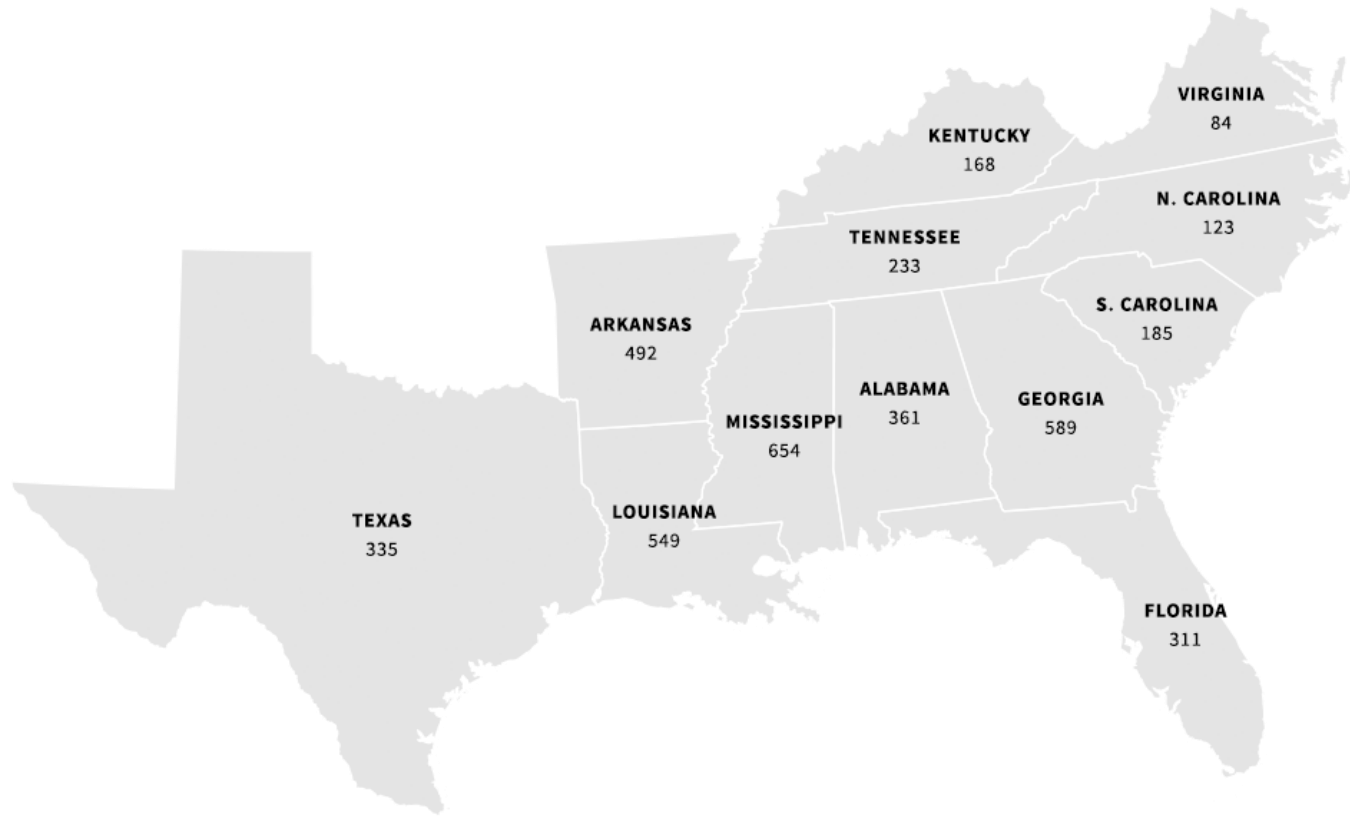 VIRGINIA
84
KENTUCKY
168
N. CAROLINA
123
TENNESSEE
233
S. CAROLINA
185
ARKANSAS
492
ALABAMA
361
GEORGIA
589
MISSISSIPPI
654
LOUISIANA
549
TEXAS
335
FLORIDA
311